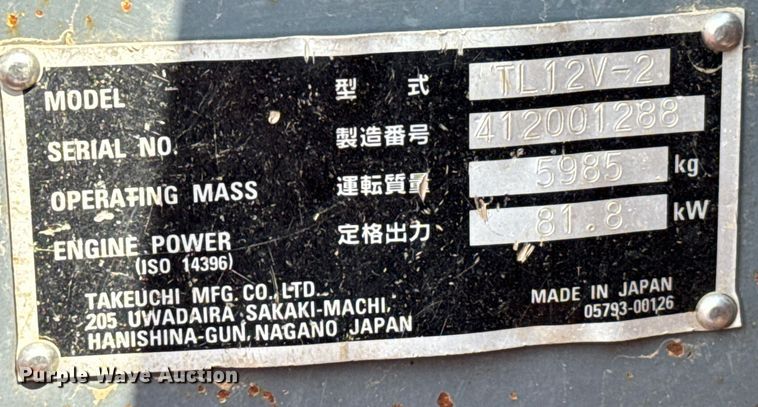 MODEL 型 式 TL12V-2
SERIAL NO. 製造番号 412001288
OPERATING MASS 運転質量 5985 kg
ENGINE POWER 定格出力 81.8 kW
(ISO 14396)
TAKEUCHI MFG. CO., LTD.
205 UWADAIRA SAKAKI-MACHI,
HANISHINA-GUN, NAGANO JAPAN
MADE IN JAPAN
05793-00126
Purple Wave Auction